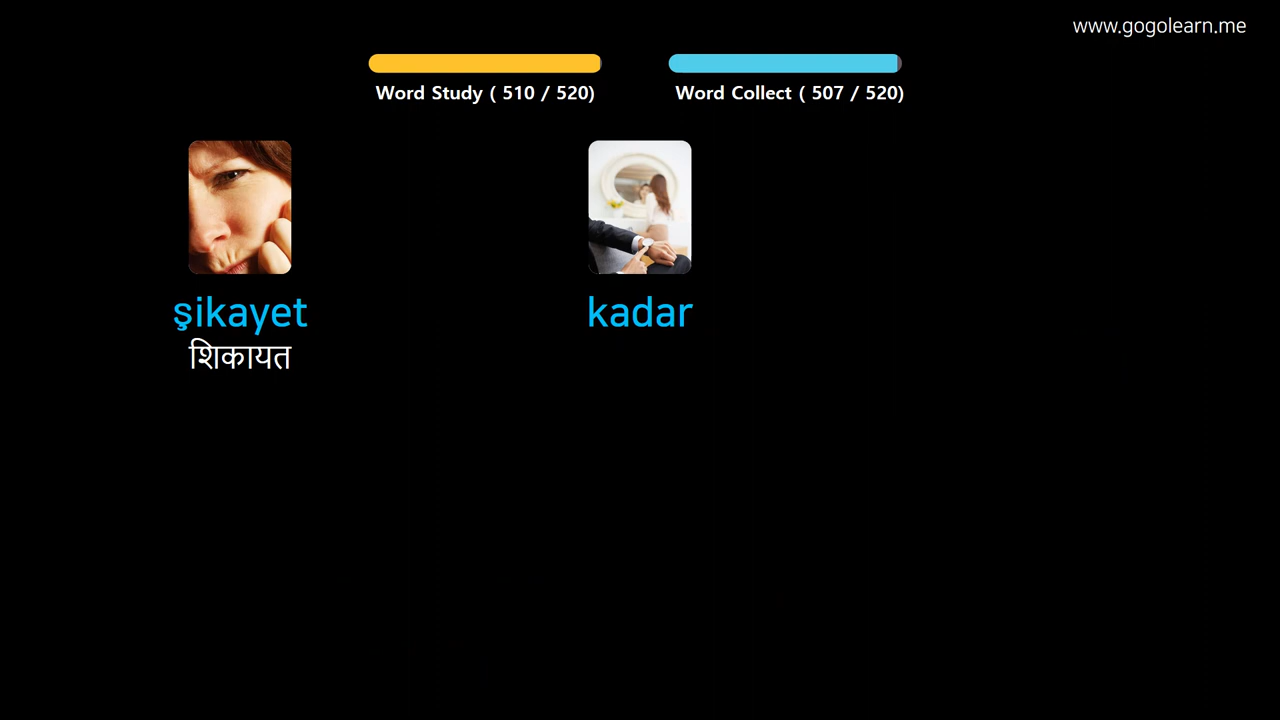 www.gogolearn.me
Word Study ( 510 / 520)
Word Collect ( 507 / 520)
şikayet
kadar
शिकायत